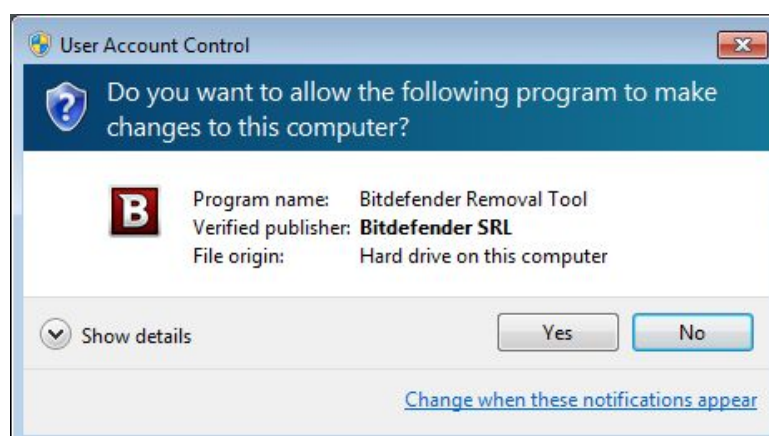 User Account Control
Do you want to allow the following program to make
changes to this computer?
B
Program name: Bitdefender Removal Tool
Verified publisher: Bitdefender SRL
File origin: Hard drive on this computer
Show details
Yes
No
Change when these notifications appear